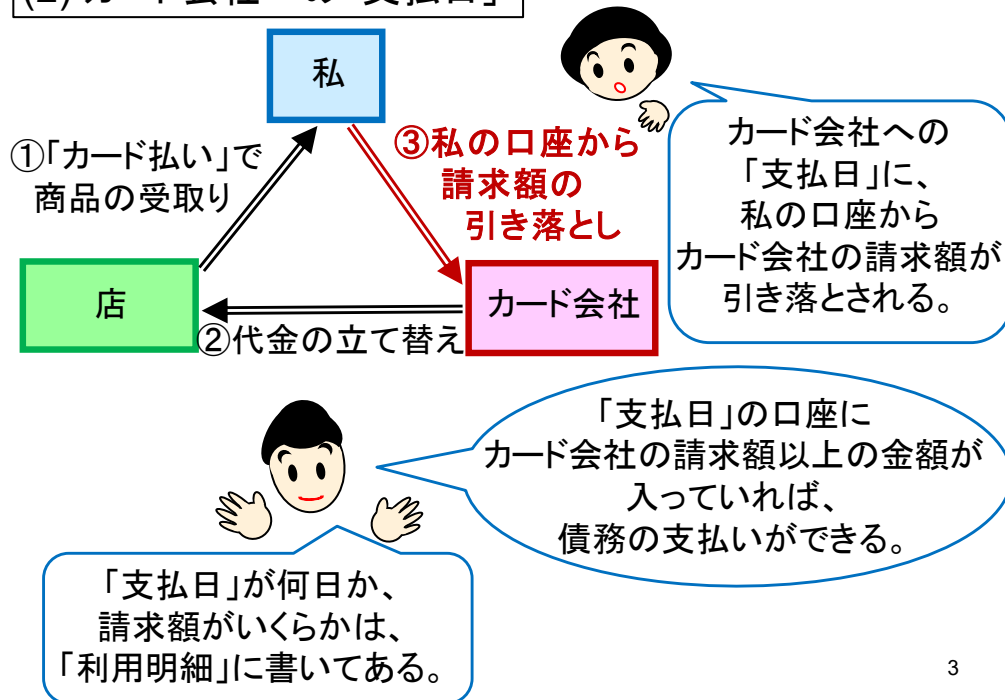 私
①「カード払い」で
商品の受取り
③私の口座から
請求額の
引き落とし
カード会社への
「支払日」に、
私の口座から
カード会社の請求額が
引き落とされる。
店
カード会社
②代金の立て替え
「支払日」の口座に
カード会社の請求額以上の金額が
入っていれば、
債務の支払いができる。
「支払日」が何日か、
請求額がいくらかは、
「利用明細」に書いてある。
3